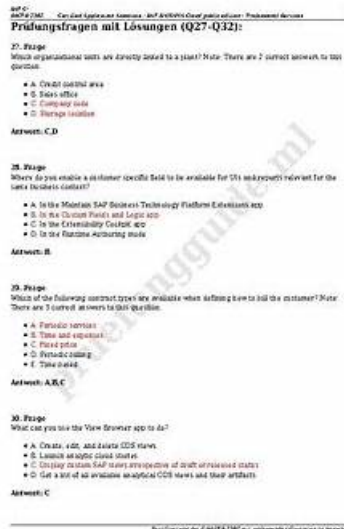 SAP C-
Prüfungsfragen mit Lösungen (Q27-Q32):
27. Frage
Which organizational units are directly linked to a plant? Note: There are 2 correct answers to this
question.
A. Credit control area
B. Sales office
C. Company code
D. Storage location
Antwort: C,D
28. Frage
Where do you enable a customer specific field to be available for UIs and reports relevant for the
same business context?
A. In the Maintain SAP Business Technology Platform Extensions app
B. In the Custom Fields and Logic app
C. In the Extensibility Cockpit app
D. In the Runtime Authoring mode
Antwort: B
29. Frage
Which of the following contract types are available when defining how to bill the customer? Note:
There are 3 correct answers to this question.
A. Periodic services
B. Time and expenses
C. Fixed price
D. Periodic billing
E. Time based
Antwort: A,B,C
30. Frage
What can you use the View Browser app to do?
A. Create, edit, and delete CDS views
B. Launch analytic cloud stories
C. Display custom SAP views irrespective of draft or released status
D. Get a list of all available analytical CDS views and their artifacts
Antwort: C
pruefungguide.ml